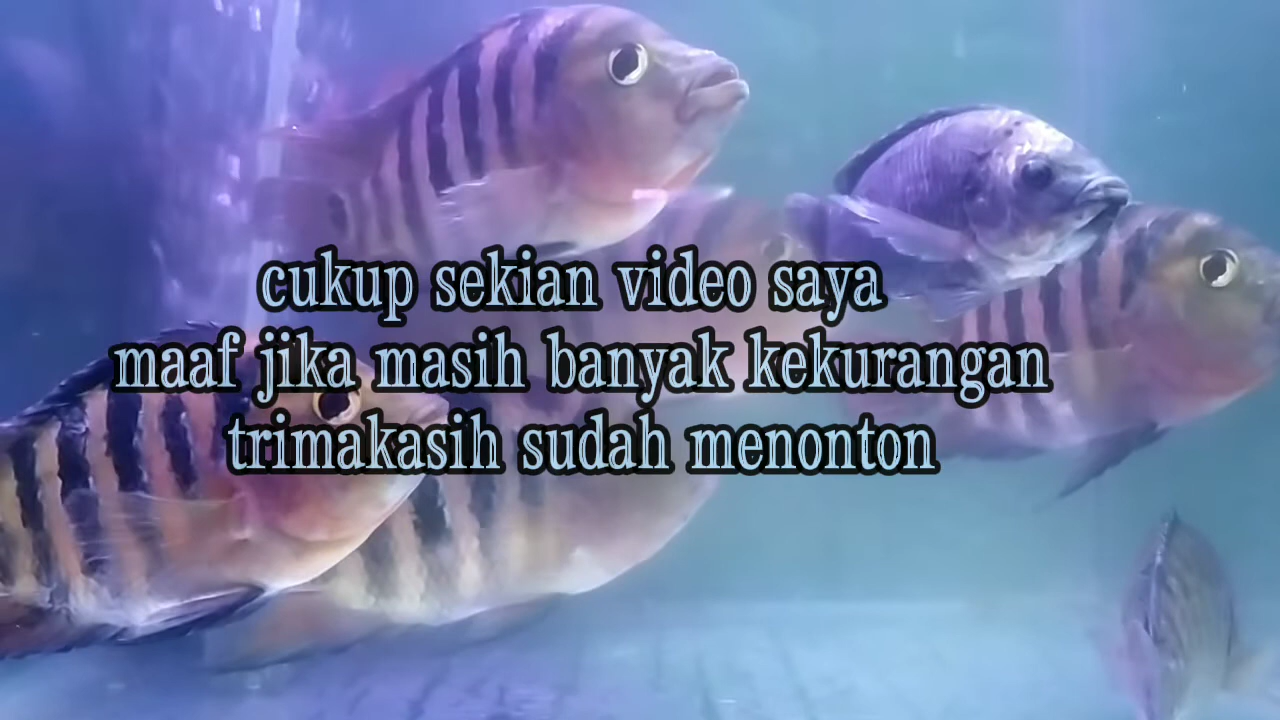 cukup sekian video saya
maaf jika masih banyak kekurangan
trimakasih sudah menonton